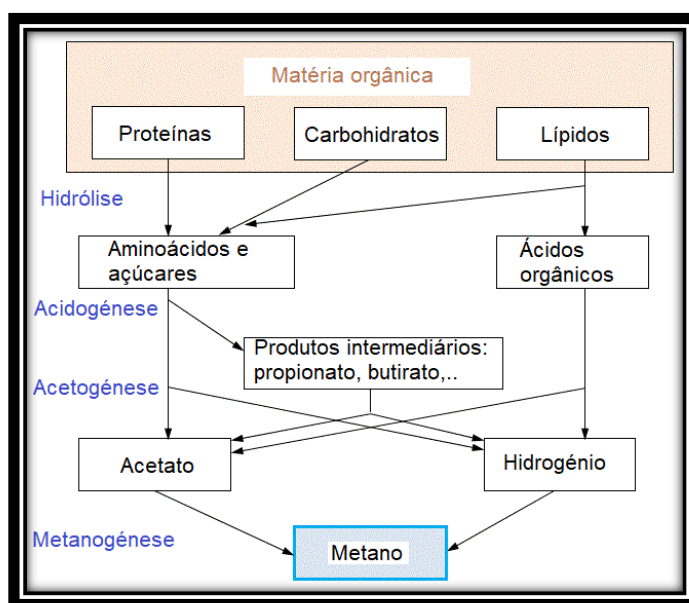 Matéria orgânica
Proteínas
Carbohidratos
Lípidos
Hidrólise
Aminoácidos e
açúcares
Ácidos
orgânicos
Acidogénese
Produtos intermediários:
propionato, butirato,..
Acetogénese
Acetato
Hidrogénio
Metanogénese
Metano